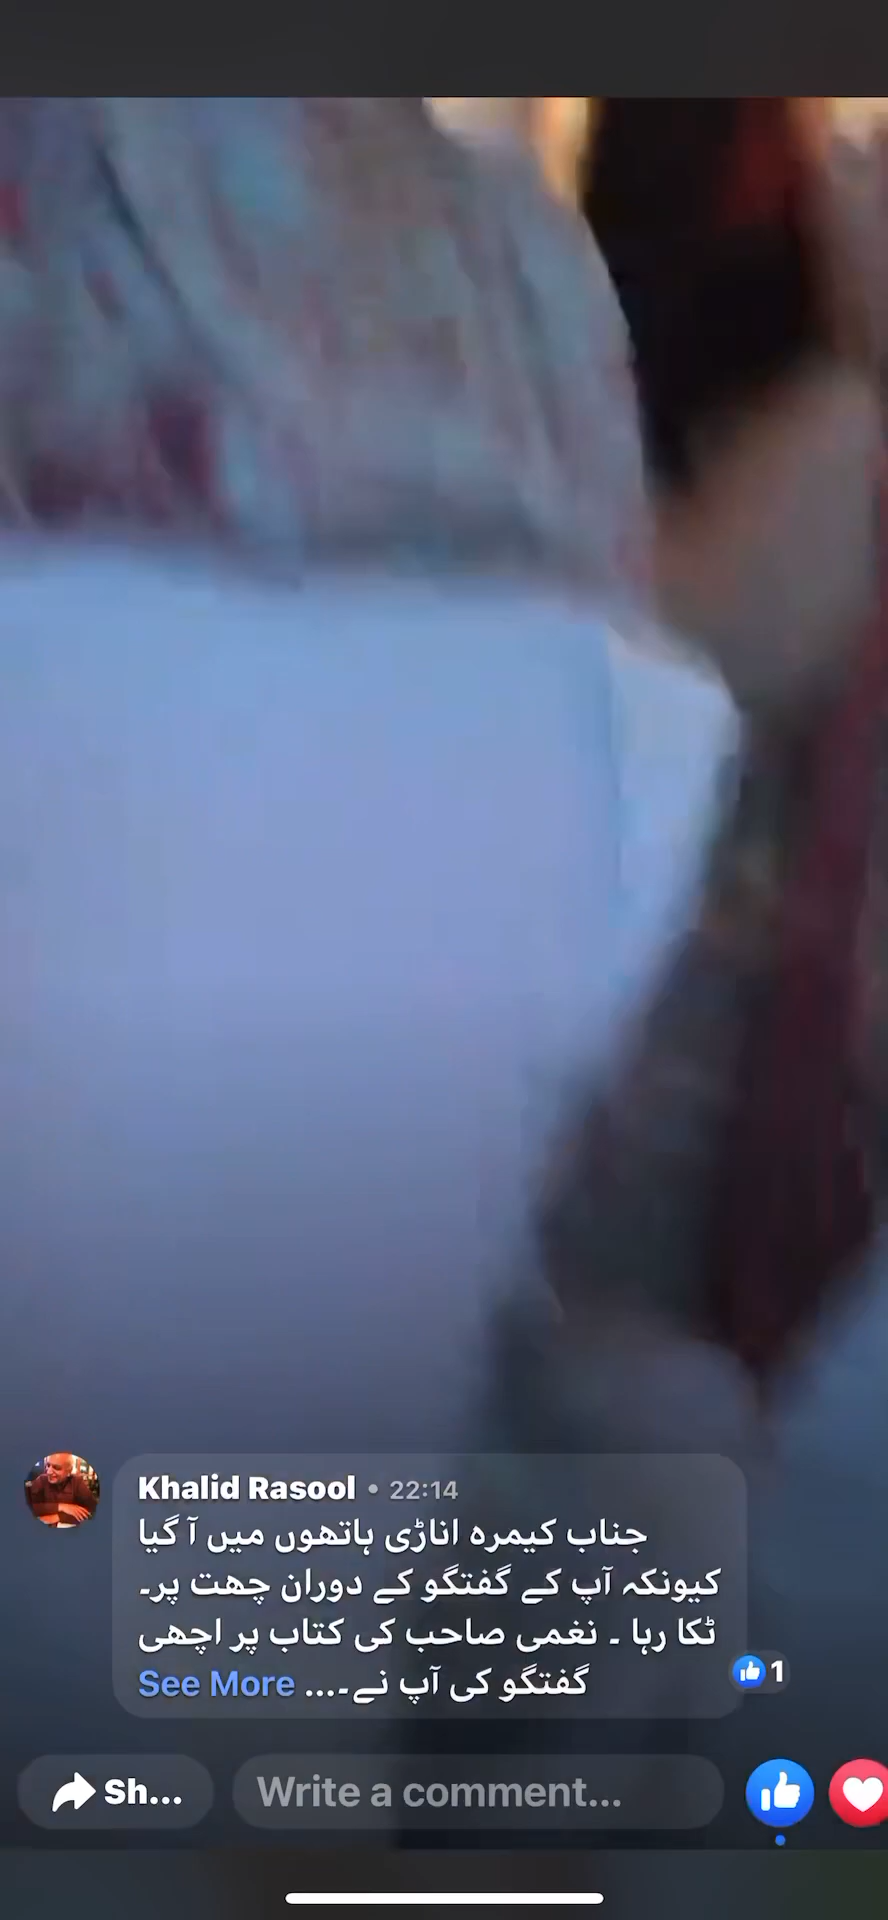 Khalid Rasool • 22:14
جناب کیمرہ اناڑی ہاتھوں میں آ گیا
کیونکہ آپ کے گفتگو کے دوران چھت پر۔
ٹکا رہا ۔ نغمی صاحب کی کتاب پر اچھی
گفتگو کی آپ نے۔... See More
1
Sh...
Write a comment...